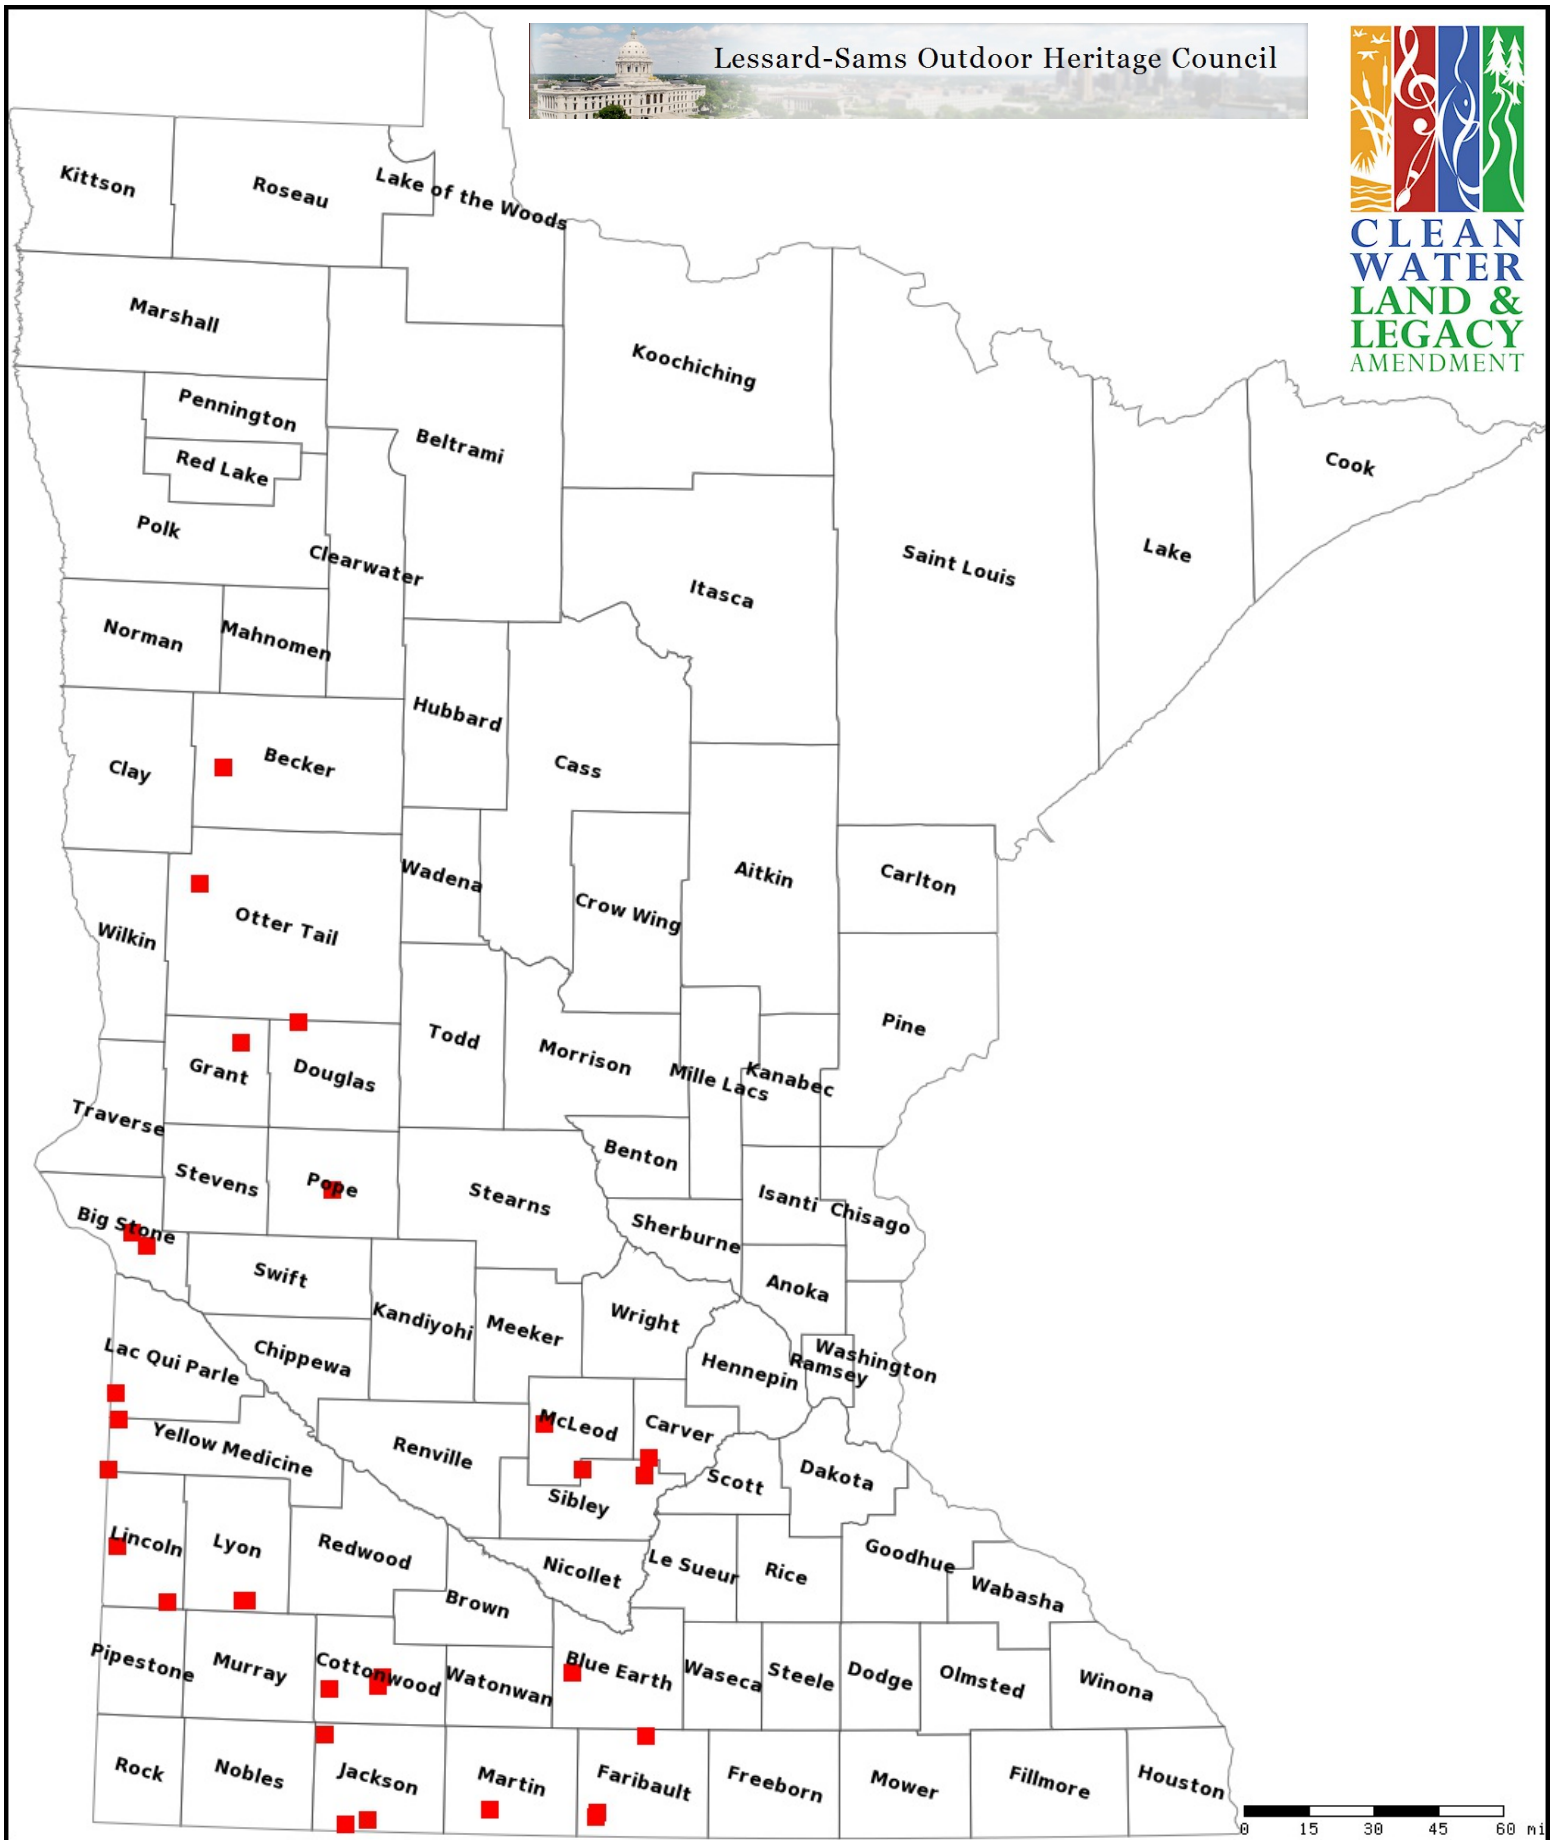 Lessard-Sams Outdoor Heritage Council
CLEAN
WATER
LAND &
LEGACY
AMENDMENT
Kittson
Roseau
Lake of the Woods
Marshall
Koochiching
Pennington
Beltrami
Red Lake
Cook
Polk
Clearwater
Saint Louis
Lake
Itasca
Norman
Mahnomen
Hubbard
Clay
Becker
Cass
Wadena
Aitkin
Carlton
Crow Wing
Otter Tail
Wilkin
Todd
Pine
Morrison
Grant
Douglas
Mille Lacs
Kanabec
Traverse
Benton
Stevens
Pope
Stearns
Isanti
Chisago
Big Stone
Sherburne
Swift
Anoka
Kandiyohi
Meeker
Wright
Lac Qui Parle
Chippewa
Hennepin
Ramsey
Washington
McLeod
Carver
Yellow Medicine
Renville
Scott
Dakota
Sibley
Lincoln
Lyon
Redwood
Nicollet
Le Sueur
Rice
Goodhue
Wabasha
Brown
Pipestone
Murray
Cottonwood
Watonwan
Blue Earth
Waseca
Steele
Dodge
Olmsted
Winona
Rock
Nobles
Jackson
Martin
Faribault
Freeborn
Mower
Fillmore
Houston
0 15 30 45 60 mi